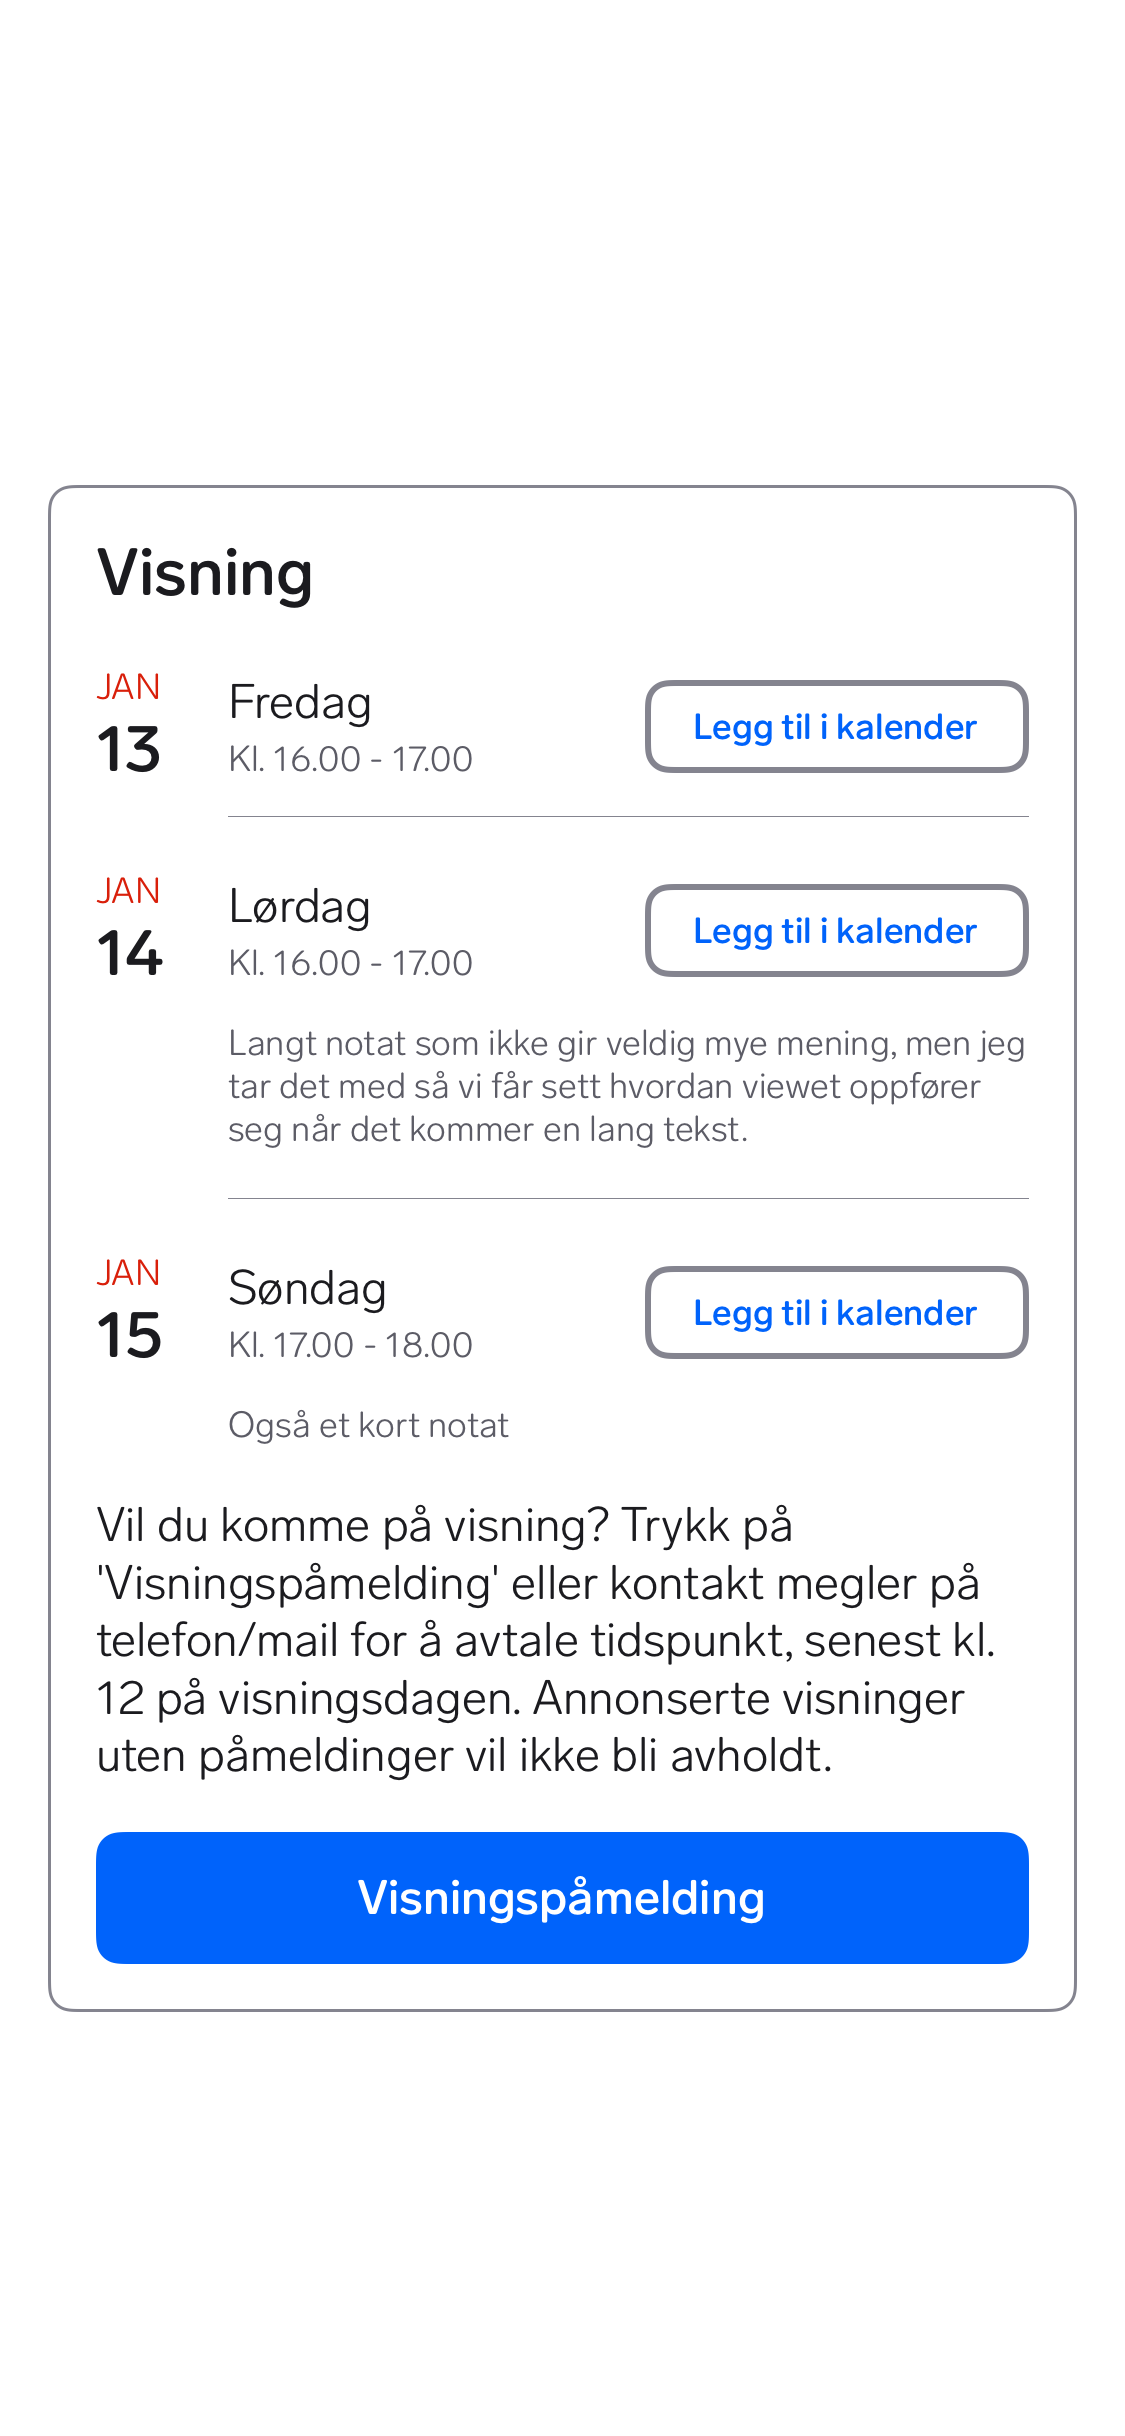 Visning
JAN
13
Fredag
Kl. 16.00 - 17.00
Legg til i kalender
JAN
14
Lørdag
Kl. 16.00 - 17.00
Legg til i kalender
Langt notat som ikke gir veldig mye mening, men jeg
tar det med så vi får sett hvordan viewet oppfører
seg når det kommer en lang tekst.
JAN
15
Søndag
Kl. 17.00 - 18.00
Legg til i kalender
Også et kort notat
Vil du komme på visning? Trykk på
'Visningspåmelding' eller kontakt megler på
telefon/mail for å avtale tidspunkt, senest kl.
12 på visningsdagen. Annonserte visninger
uten påmeldinger vil ikke bli avholdt.
Visningspåmelding